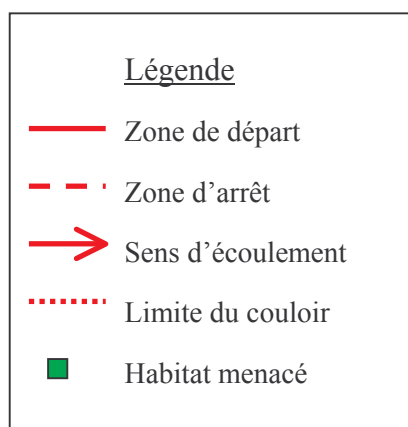 Légende
Zone de départ
Zone d’arrêt
Sens d’écoulement
Limite du couloir
Habitat menacé